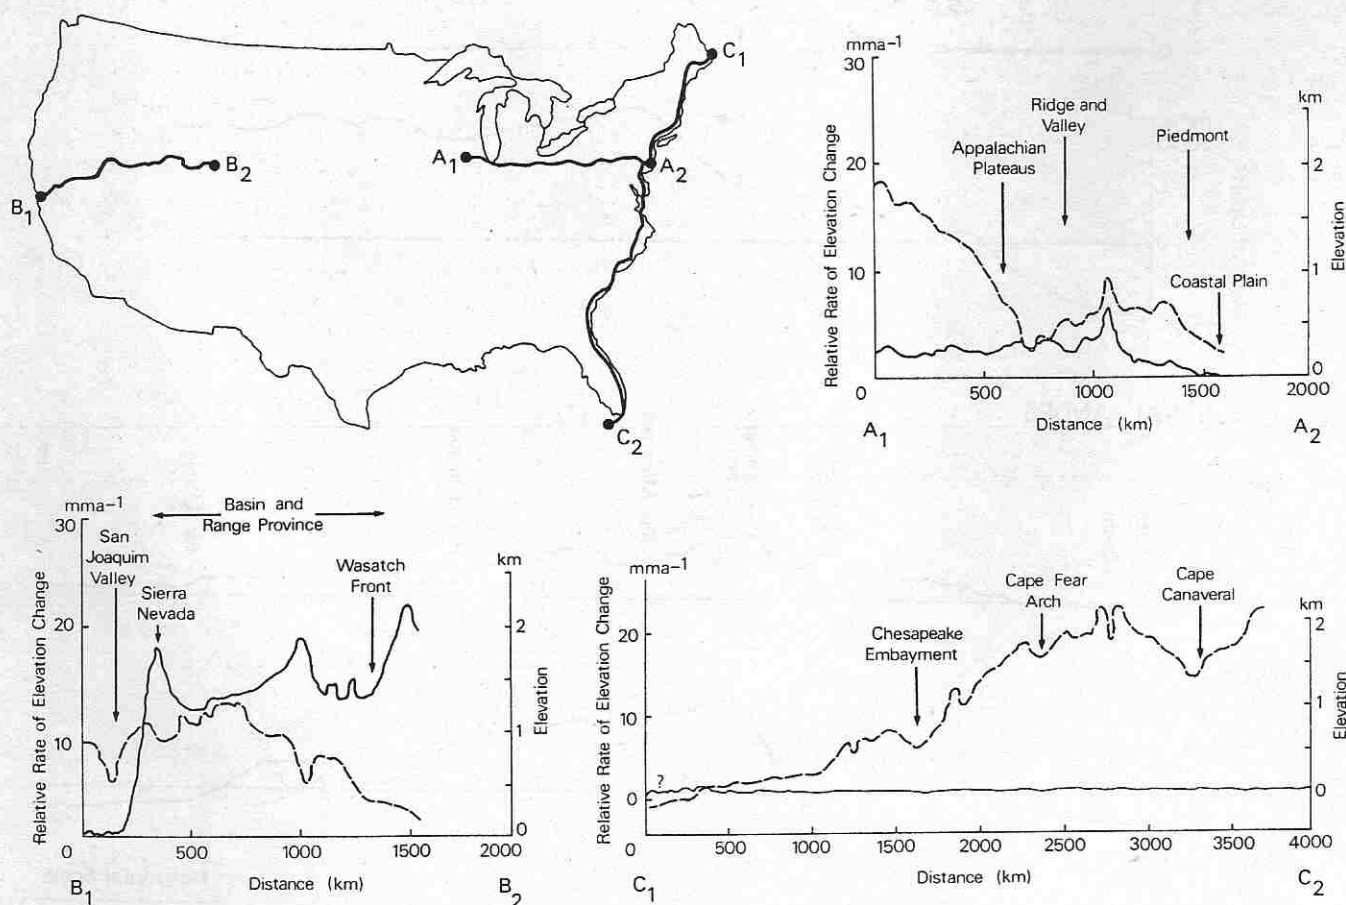 C1
A1
A2
B1
B2
C2
mma-1
30
20
10
0
Relative Rate of Elevation Change
Appalachian
Plateaus
Ridge and
Valley
Piedmont
Coastal Plain
km
2
1
0
Elevation
500
1000
1500
2000
Distance (km)
A1
A2
mma-1
30
20
10
0
Relative Rate of Elevation Change
Basin and
Range Province
San
Joaquim
Valley
Sierra
Nevada
Wasatch
Front
km
2
1
0
Elevation
500
1000
1500
2000
Distance (km)
B1
B2
mma-1
20
10
0
Relative Rate of Elevation Change
?
Chesapeake
Embayment
Cape Fear
Arch
Cape
Canaveral
km
2
1
0
Elevation
0
500
1000
1500
2000
2500
3000
3500
4000
Distance (km)
C1
C2